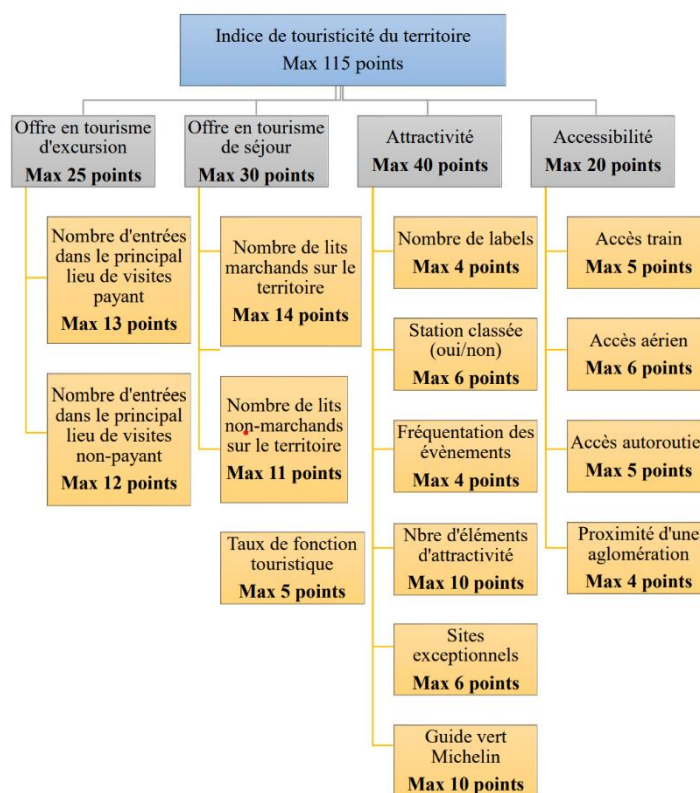 Indice de touristicité du territoire
Max 115 points
Offre en tourisme
d'excursion
Max 25 points
Nombre d'entrées
dans le principal
lieu de visites
payant
Max 13 points
Nombre d'entrées
dans le principal
lieu de visites
non-payant
Max 12 points
Offre en tourisme
de séjour
Max 30 points
Nombre de lits
marchands sur le
territoire
Max 14 points
Nombre de lits
non-marchands
sur le territoire
Max 11 points
Taux de fonction
touristique
Max 5 points
Attractivité
Max 40 points
Nombre de labels
Max 4 points
Station classée
(oui/non)
Max 6 points
Fréquentation des
évènements
Max 4 points
Nbre d'éléments
d'attractivité
Max 10 points
Sites
exceptionnels
Max 6 points
Guide vert
Michelin
Max 10 points
Accessibilité
Max 20 points
Accès train
Max 5 points
Accès aérien
Max 6 points
Accès autoroutie
Max 5 points
Proximité d'une
aglomération
Max 4 points